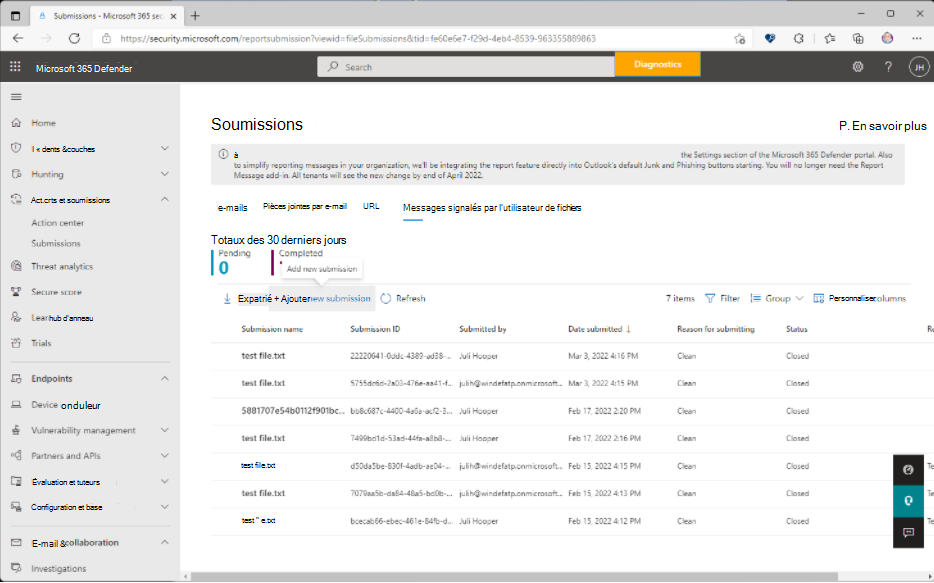 Submissions - Microsoft 365 sec
https://security.microsoft.com/reportsubmission?viewid=fileSubmissions&tid=fe60e6e7-f29d-4eb4-8539-963355889863
Microsoft 365 Defender
Search
Diagnostics
JH
Home
Soumissions
P. En savoir plus
I « dents &couches
à
the Settings section of the Microsoft 365 Defender portal. Also
to simplify reporting messages in your organization, we'll be integrating the report feature directly into Outlook's default Junk and Phishing buttons starting. You will no longer need the Report
Message add-in. All tenants will see the new change by end of April 2022.
Hunting
Act.crts et soumissions
Action center
Submissions
e-mails Pièces jointes par e-mail URL Messages signalés par l'utilisateur de fichiers
Totaux des 30 derniers jours
Pending Completed
0
Add new submission
Threat analytics
Secure score
Expatrié + Ajouternew submission Refresh 7 items Filter Group Personnaliser columns
Learhub d'anneau
Trials
Submission name Submission ID Submitted by Date submitted ↓ Reason for submitting Status Re
test file.txt 22220641-0ddc-4389-ad38-... Juli Hooper Mar 3, 2022 4:16 PM Clean Closed
Endpoints
test file.txt 5755dc6d-2a03-476e-aa41-f... julih@windefatp.onmicrosoft... Mar 3, 2022 4:15 PM Clean Closed
Device onduleur
5881707e54b0112f901bc... bb8c687c-4400-4a6a-acf2-3... Juli Hooper Feb 17, 2022 2:20 PM Clean Closed
Vulnerability management
test file.txt 7499bd1d-53ad-44fa-a8b8-... Juli Hooper Feb 17, 2022 2:16 PM Clean Closed
Partners and APIs
test file.txt d50da5be-830f-4adb-ae04-... julih@windefatp.onmicrosoft... Feb 15, 2022 4:15 PM Clean Closed Te
Évaluation et tuteurs
test file.txt 7079aa5b-da84-48a5-bd0b-... julih@windefatp.onmicrosoft... Feb 15, 2022 4:13 PM Clean Closed
Configuration et base
test " e.txt bcecab66-ebec-461e-84fb-d... Juli Hooper Feb 15, 2022 4:12 PM Clean Closed Te
E-mail &collaboration
Investigations